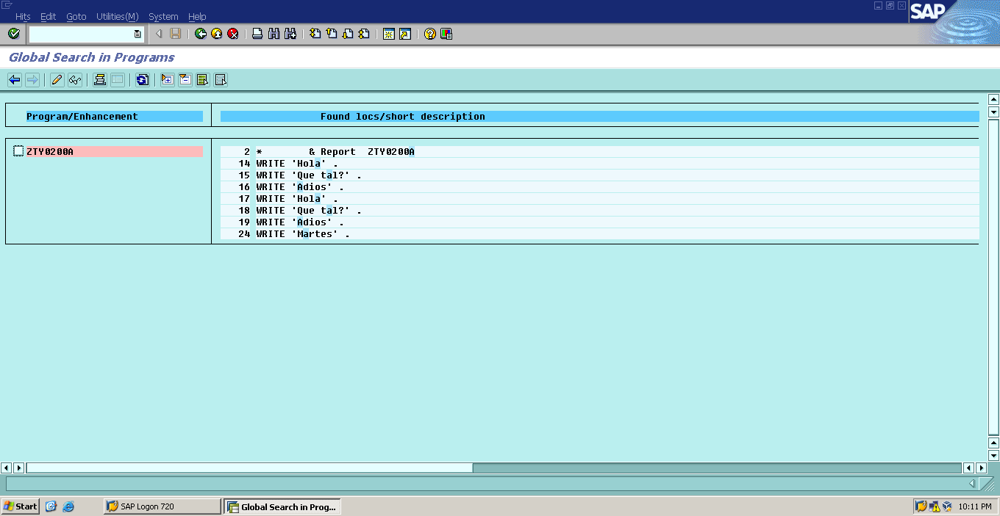 Hits Edit Goto Utilities(M) System Help
SAP
Global Search in Programs
Program/Enhancement Found locs/short description
ZTY0200A 2 * & Report ZTY0200A
14 WRITE 'Hola' .
15 WRITE 'Que tal?' .
16 WRITE 'Adios' .
17 WRITE 'Hola' .
18 WRITE 'Que tal?' .
19 WRITE 'Adios' .
24 WRITE 'Martes' .
Start SAP Logon 720 Global Search in Prog... 10:11 PM